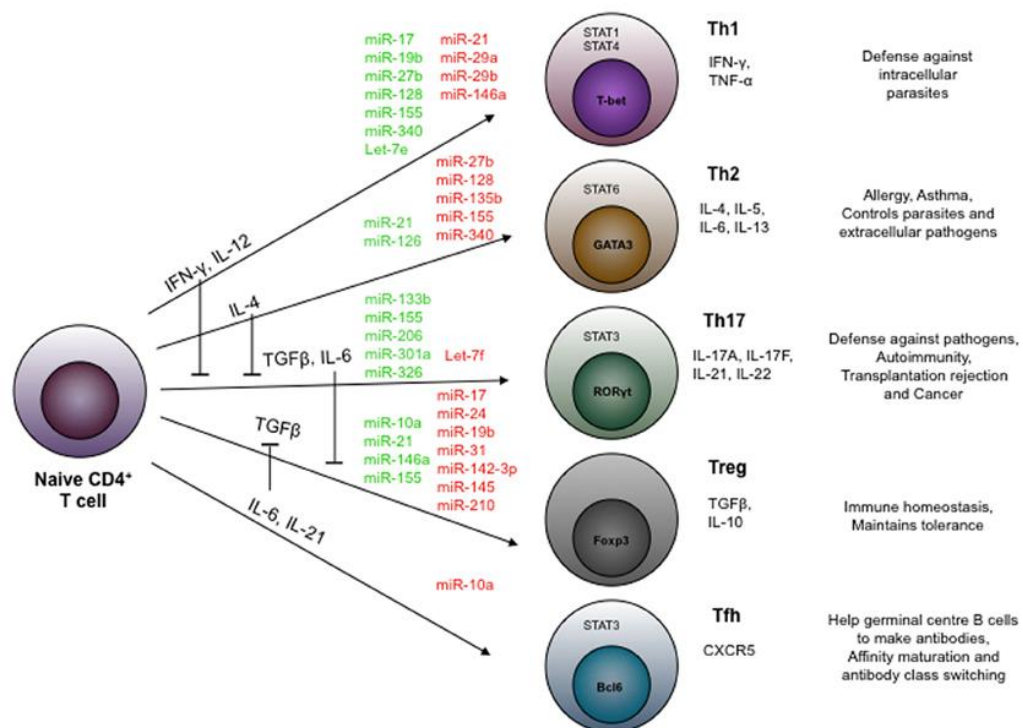 miR-17
miR-19b
miR-27b
miR-128
miR-155
miR-340
Let-7e
miR-21
miR-29a
miR-29b
miR-146a
STAT1
STAT4
T-bet
Th1
IFN-γ,
TNF-α
Defense against
intracellular
parasites
IFN-γ, IL-12
miR-21
miR-126
miR-27b
miR-128
miR-135b
miR-155
miR-340
STAT6
GATA3
Th2
IL-4, IL-5,
IL-6, IL-13
Allergy, Asthma,
Controls parasites and
extracellular pathogens
IL-4
TGFβ, IL-6
miR-133b
miR-155
miR-206
miR-301a
miR-326
Let-7f
STAT3
RORγt
Th17
IL-17A, IL-17F,
IL-21, IL-22
Defense against pathogens,
Autoimmunity,
Transplantation rejection
and Cancer
Naive CD4⁺
T cell
TGFβ
miR-10a
miR-21
miR-146a
miR-155
miR-17
miR-24
miR-19b
miR-31
miR-142-3p
miR-145
miR-210
Foxp3
Treg
TGFβ,
IL-10
Immune homeostasis,
Maintains tolerance
IL-6, IL-21
miR-10a
STAT3
Bcl6
Tfh
CXCR5
Help germinal centre B cells
to make antibodies,
Affinity maturation and
antibody class switching